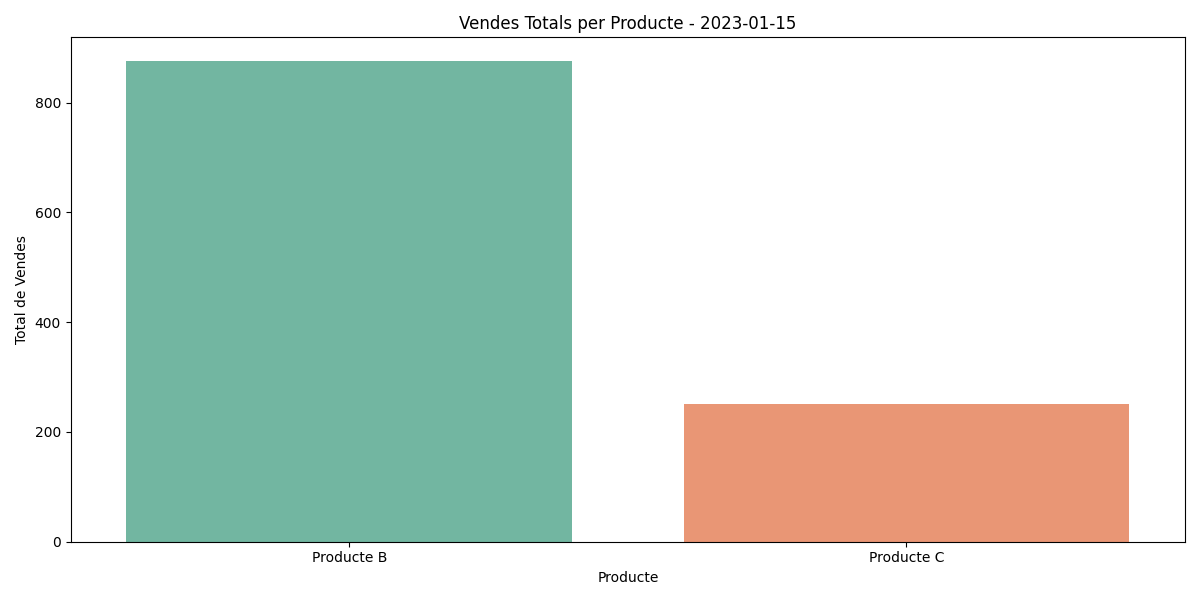 Vendes Totals per Producte - 2023-01-15
Total de Vendes
800
600
400
200
0
Producte B
Producte C
Producte